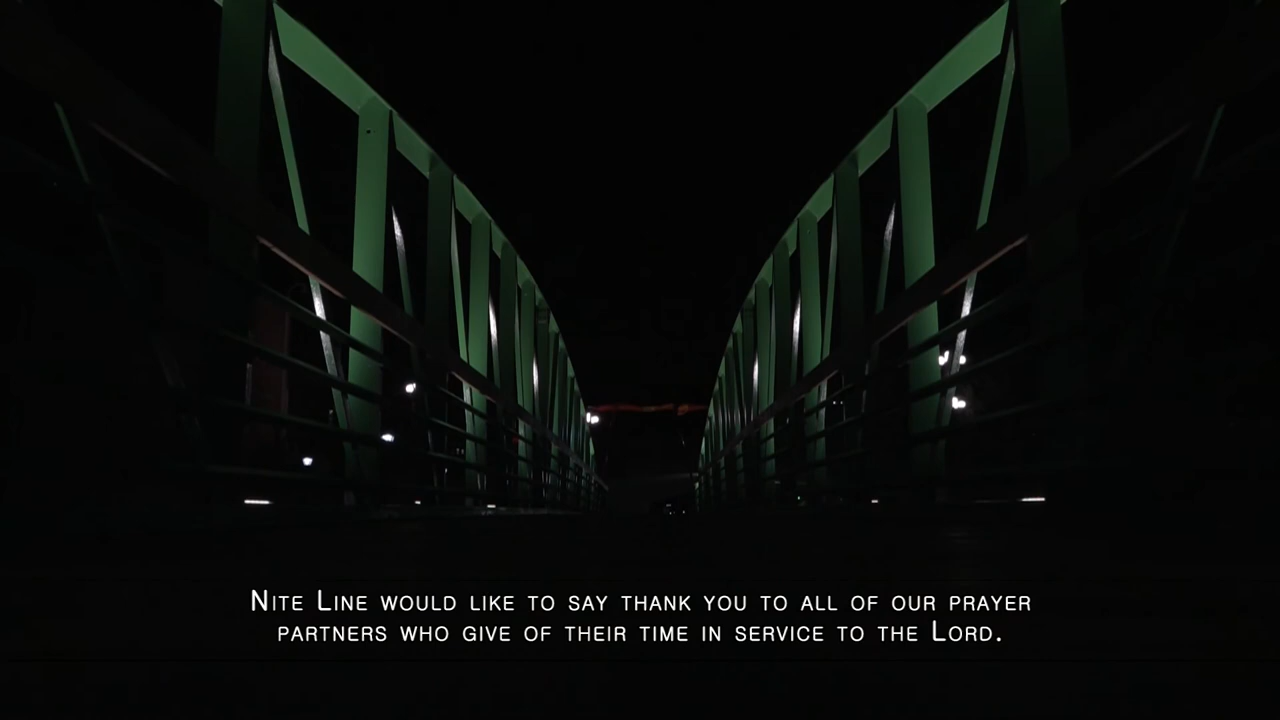 Nite Line would like to say thank you to all of our prayer
partners who give of their time in service to the Lord.